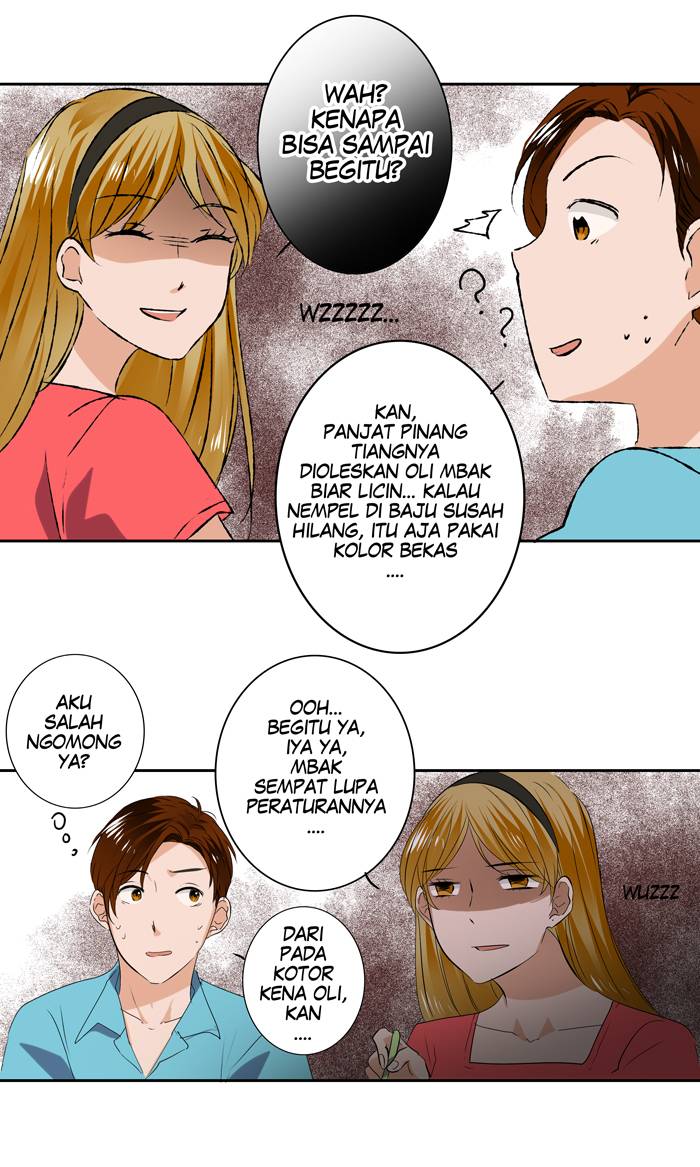 WAH?
KENAPA
BISA SAMPAI
BEGITU?
WZZZZZ...
? ?
KAN,
PANJAT PINANG
TIANGNYA
DIOLESKAN OLI MBAK
BIAR LICIN... KALAU
NEMPEL DI BAJU SUSAH
HILANG, ITU AJA PAKAI
KOLOR BEKAS
....
AKU
SALAH
NGOMONG
YA?
OOH...
BEGITU YA,
IYA YA,
MBAK
SEMPAT LUPA
PERATURANNYA
....
WUZZZ
DARI
PADA
KOTOR
KENA OLI,
KAN
....